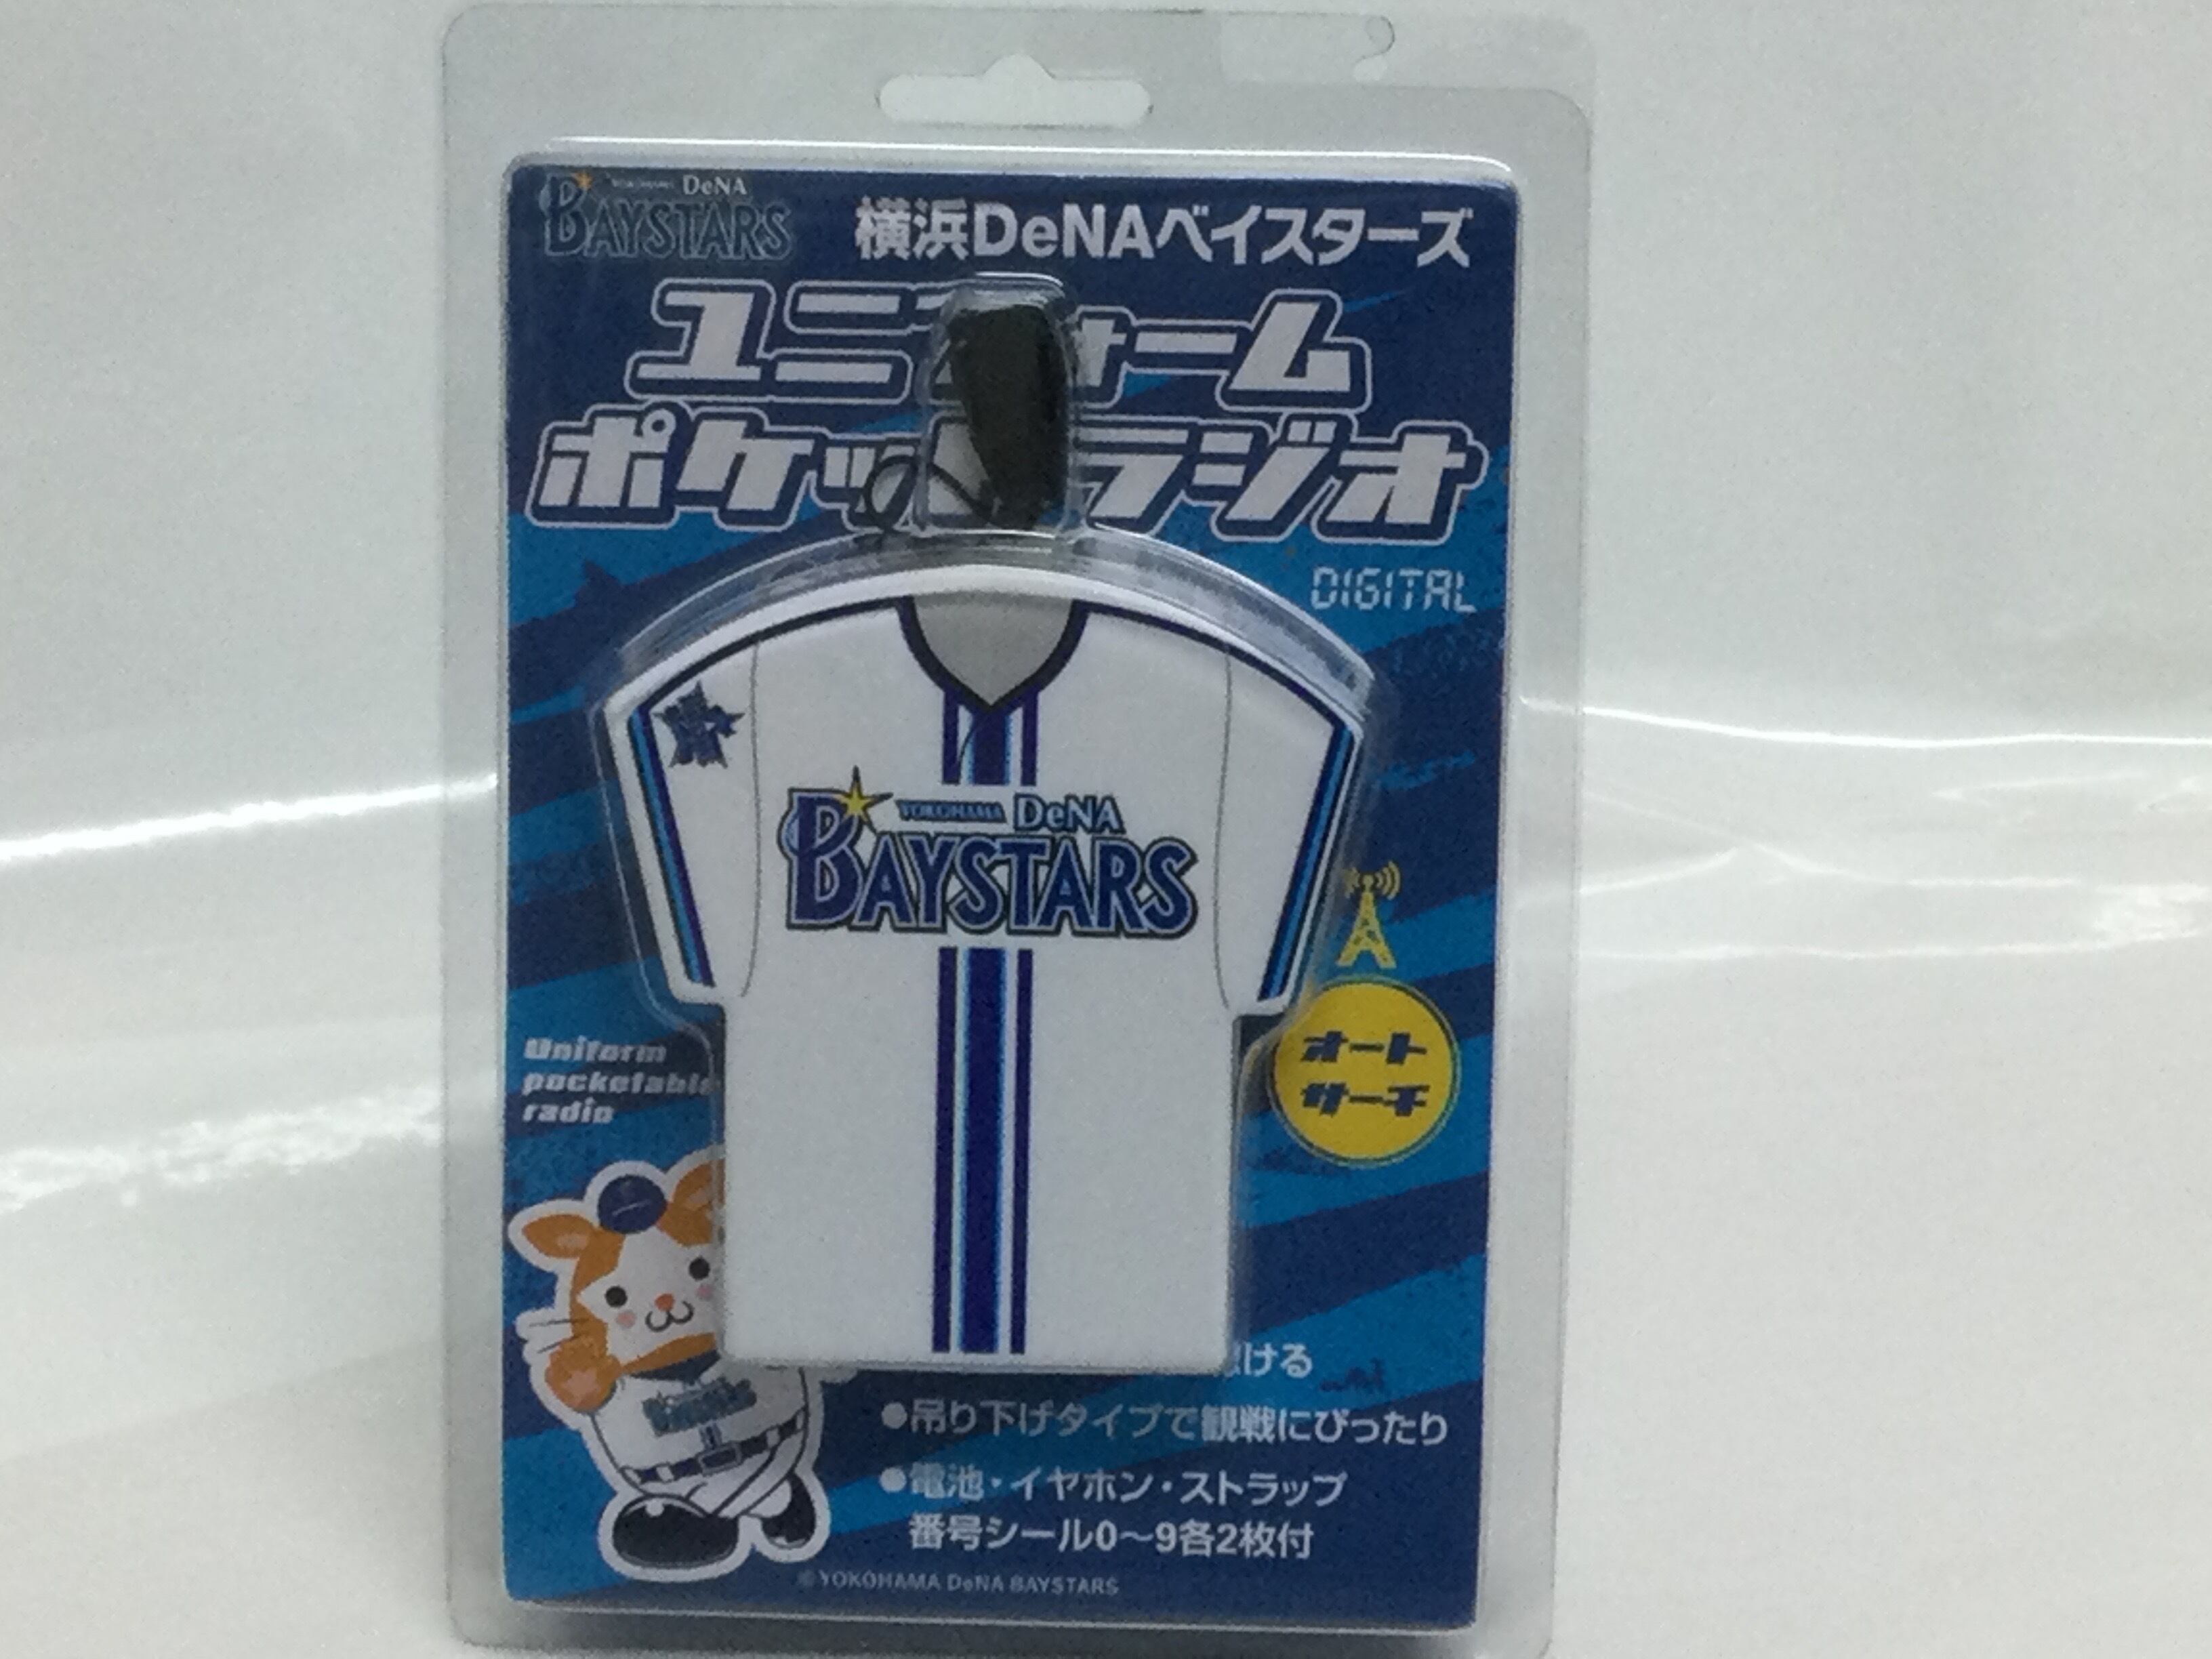 YOKOHAMA DeNA
BAYSTARS
横浜DeNAベイスターズ
ユニフォーム
ポケットラジオ
DIGITAL
YOKOHAMA DeNA
BAYSTARS
オート
サーチ
Uniform
pocketable
radio
ける
●吊り下げタイプで観戦にぴったり
●電池・イヤホン・ストラップ
番号シール0〜9各2枚付
©YOKOHAMA DeNA BAYSTARS